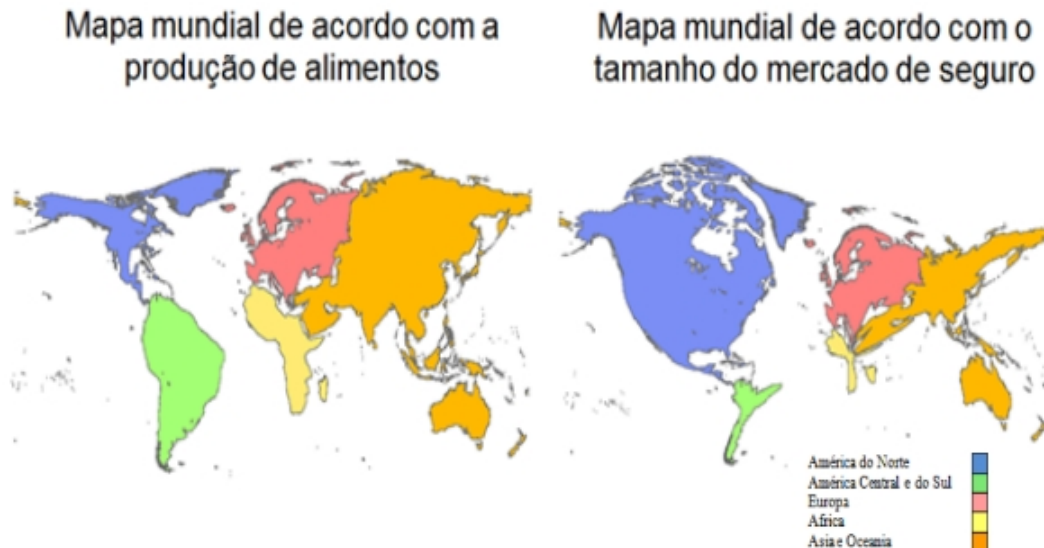 Mapa mundial de acordo com a
produção de alimentos
Mapa mundial de acordo com o
tamanho do mercado de seguro
América do Norte
América Central e do Sul
Europa
Africa
Asia e Oceania